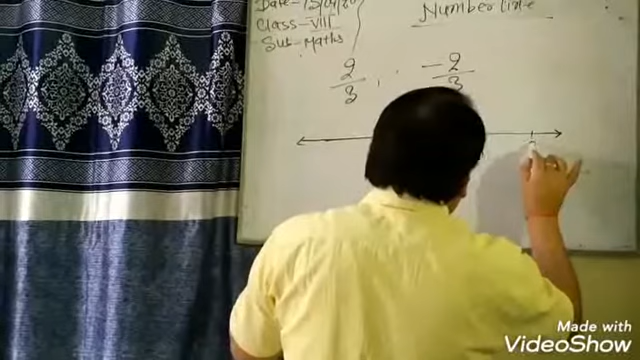 Number line
Class-VIII
Sub-Maths
2/3, -2/3
Made with
VideoShow